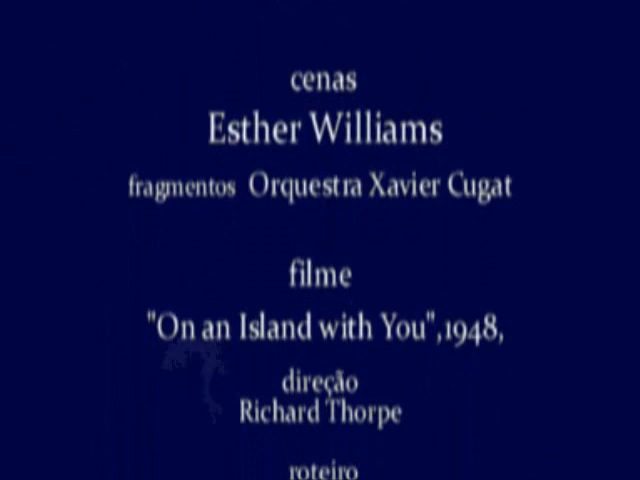 cenas
Esther Williams
fragmentos Orquestra Xavier Cugat
filme
"On an Island with You",1948,
direção
Richard Thorpe
roteiro